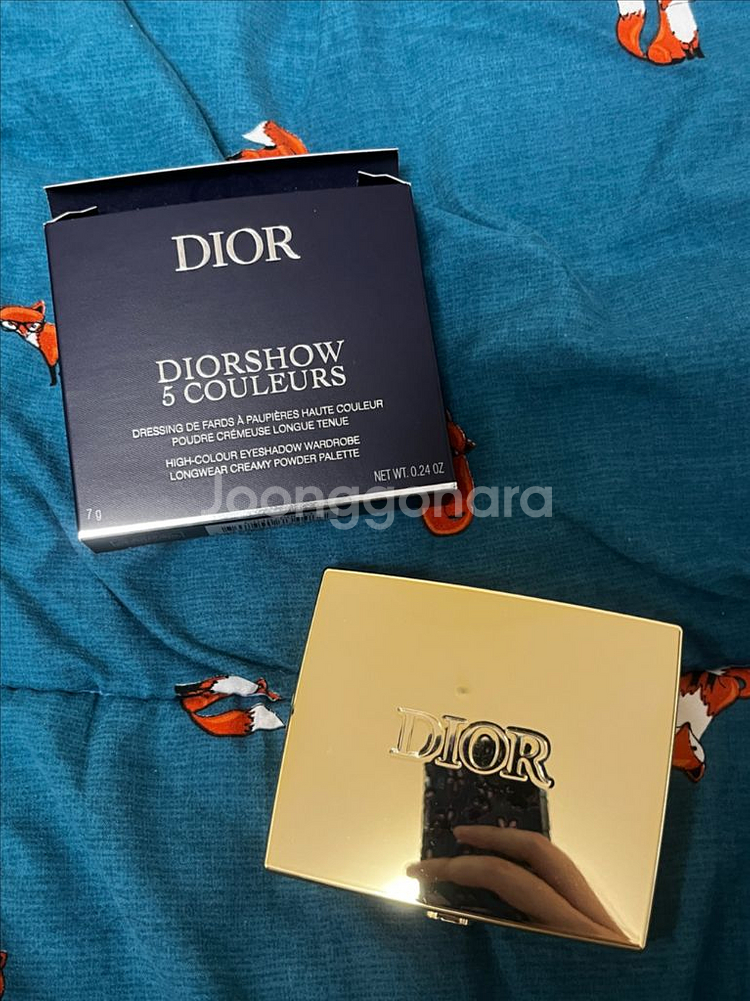 DIOR
DIORSHOW
5 COULEURS
DRESSING DE FARDS À PAUPIÈRES HAUTE COULEUR
POUDRE CRÉMEUSE LONGUE TENUE
HIGH-COLOUR EYESHADOW WARDROBE
LONGWEAR CREAMY POWDER PALETTE
7 g
NET WT. 0.24 OZ
Joonggonara
DIOR